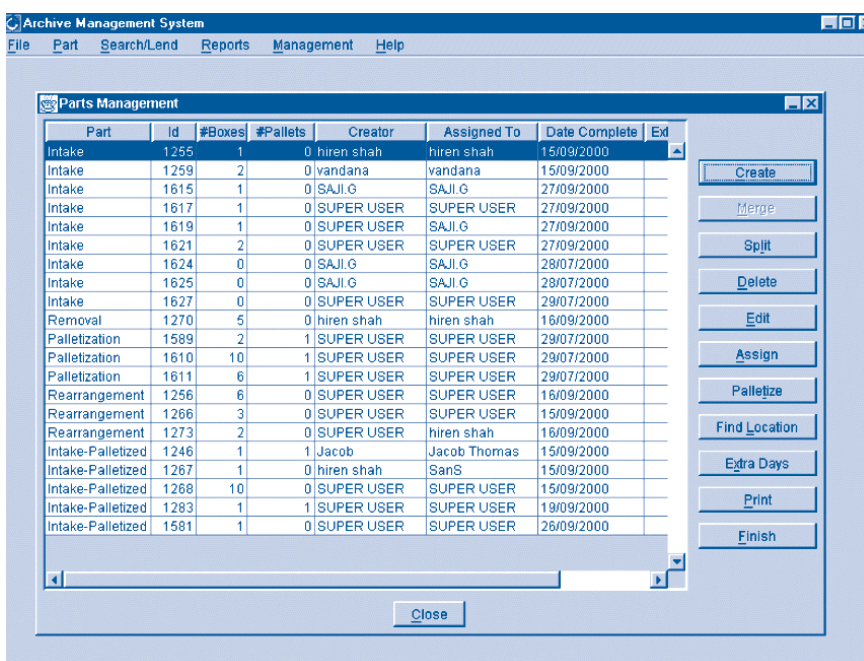 Archive Management System
File Part Search/Lend Reports Management Help
Parts Management
Part Id #Boxes #Pallets Creator Assigned To Date Complete Ext
Intake 1255 1 0 hiren shah hiren shah 15/09/2000
Intake 1259 2 0 vandana vandana 15/09/2000
Intake 1615 1 0 SAJI.G SAJI.G 27/09/2000
Intake 1617 1 0 SUPER USER SUPER USER 27/09/2000
Intake 1619 1 0 SUPER USER SAJI.G 27/09/2000
Intake 1621 2 0 SUPER USER SUPER USER 27/09/2000
Intake 1624 0 0 SAJI.G SAJI.G 28/07/2000
Intake 1625 0 0 SAJI.G SAJI.G 28/07/2000
Intake 1627 0 0 SUPER USER SUPER USER 29/07/2000
Removal 1270 5 0 hiren shah hiren shah 16/09/2000
Palletization 1589 2 1 SUPER USER SUPER USER 29/07/2000
Palletization 1610 10 1 SUPER USER SUPER USER 29/07/2000
Palletization 1611 6 1 SUPER USER SUPER USER 29/07/2000
Rearrangement 1256 6 0 SUPER USER SUPER USER 16/09/2000
Rearrangement 1266 3 0 SUPER USER SUPER USER 15/09/2000
Rearrangement 1273 2 0 SUPER USER hiren shah 16/09/2000
Intake-Palletized 1246 1 1 Jacob Jacob Thomas 15/09/2000
Intake-Palletized 1267 1 0 hiren shah SanS 15/09/2000
Intake-Palletized 1268 10 0 SUPER USER SUPER USER 15/09/2000
Intake-Palletized 1283 1 1 SUPER USER SUPER USER 19/09/2000
Intake-Palletized 1581 1 0 SUPER USER SUPER USER 26/09/2000
Create
Merge
Split
Delete
Edit
Assign
Palletize
Find Location
Extra Days
Print
Finish
Close